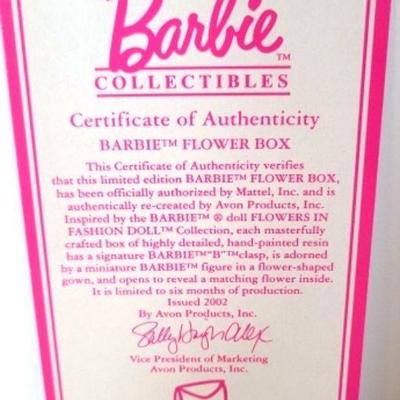 Barbie™
COLLECTIBLES
Certificate of Authenticity
BARBIE™ FLOWER BOX
This Certificate of Authenticity verifies
that this limited edition BARBIE™ FLOWER BOX,
has been officially authorized by Mattel, Inc. and is
authentically re-created by Avon Products, Inc.
Inspired by the BARBIE™ ® doll FLOWERS IN
FASHION DOLL™ Collection, each masterfully
crafted box of highly detailed, hand-painted resin
has a signature BARBIE™"B"™clasp, is adorned
by a miniature BARBIE™ figure in a flower-shaped
gown, and opens to reveal a matching flower inside.
It is limited to six months of production.
Issued 2002
By Avon Products, Inc.
Vice President of Marketing
Avon Products, Inc.